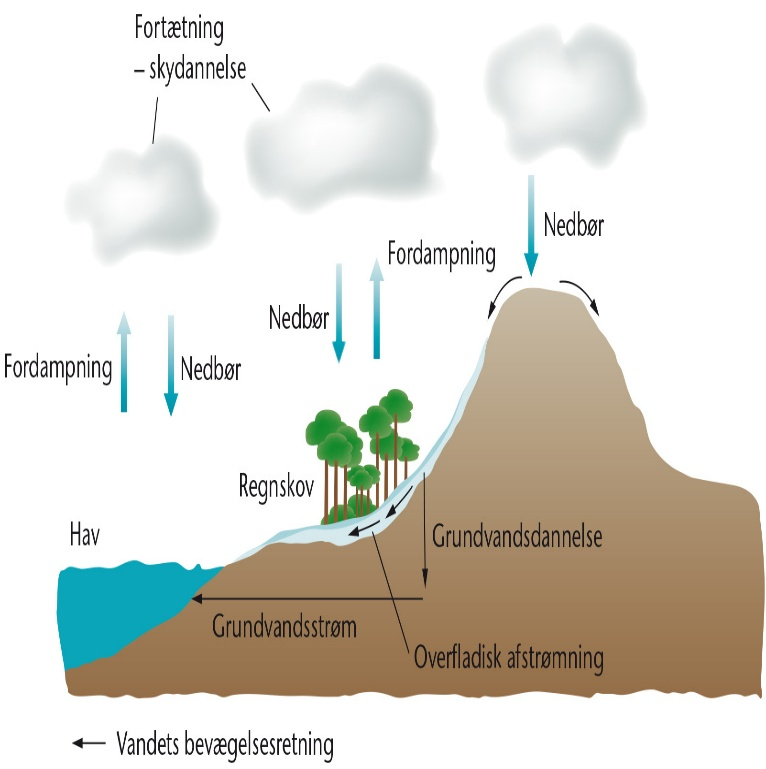 Fortætning
– skydannelse
Nedbør
Fordampning
Nedbør
Fordampning
Nedbør
Regnskov
Hav
Grundvandsdannelse
Grundvandsstrøm
Overfladisk afstrømning
Vandets bevægelsesretning